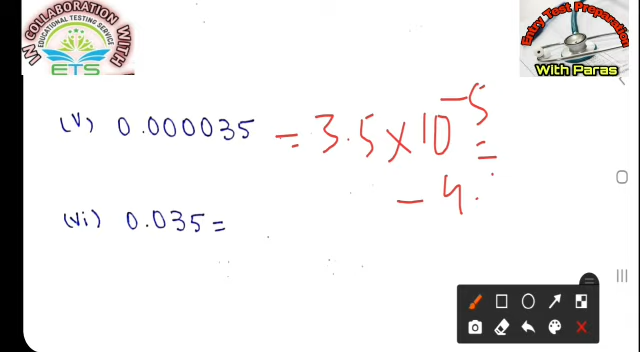 IN COLLABORATION WITH
EDUCATIONAL TESTING SERVICE
ETS
Entry Test Preparation
With Paras
(v) 0.000035 = 3.5 × 10^-5
=
- 4.
(vi) 0.035 =